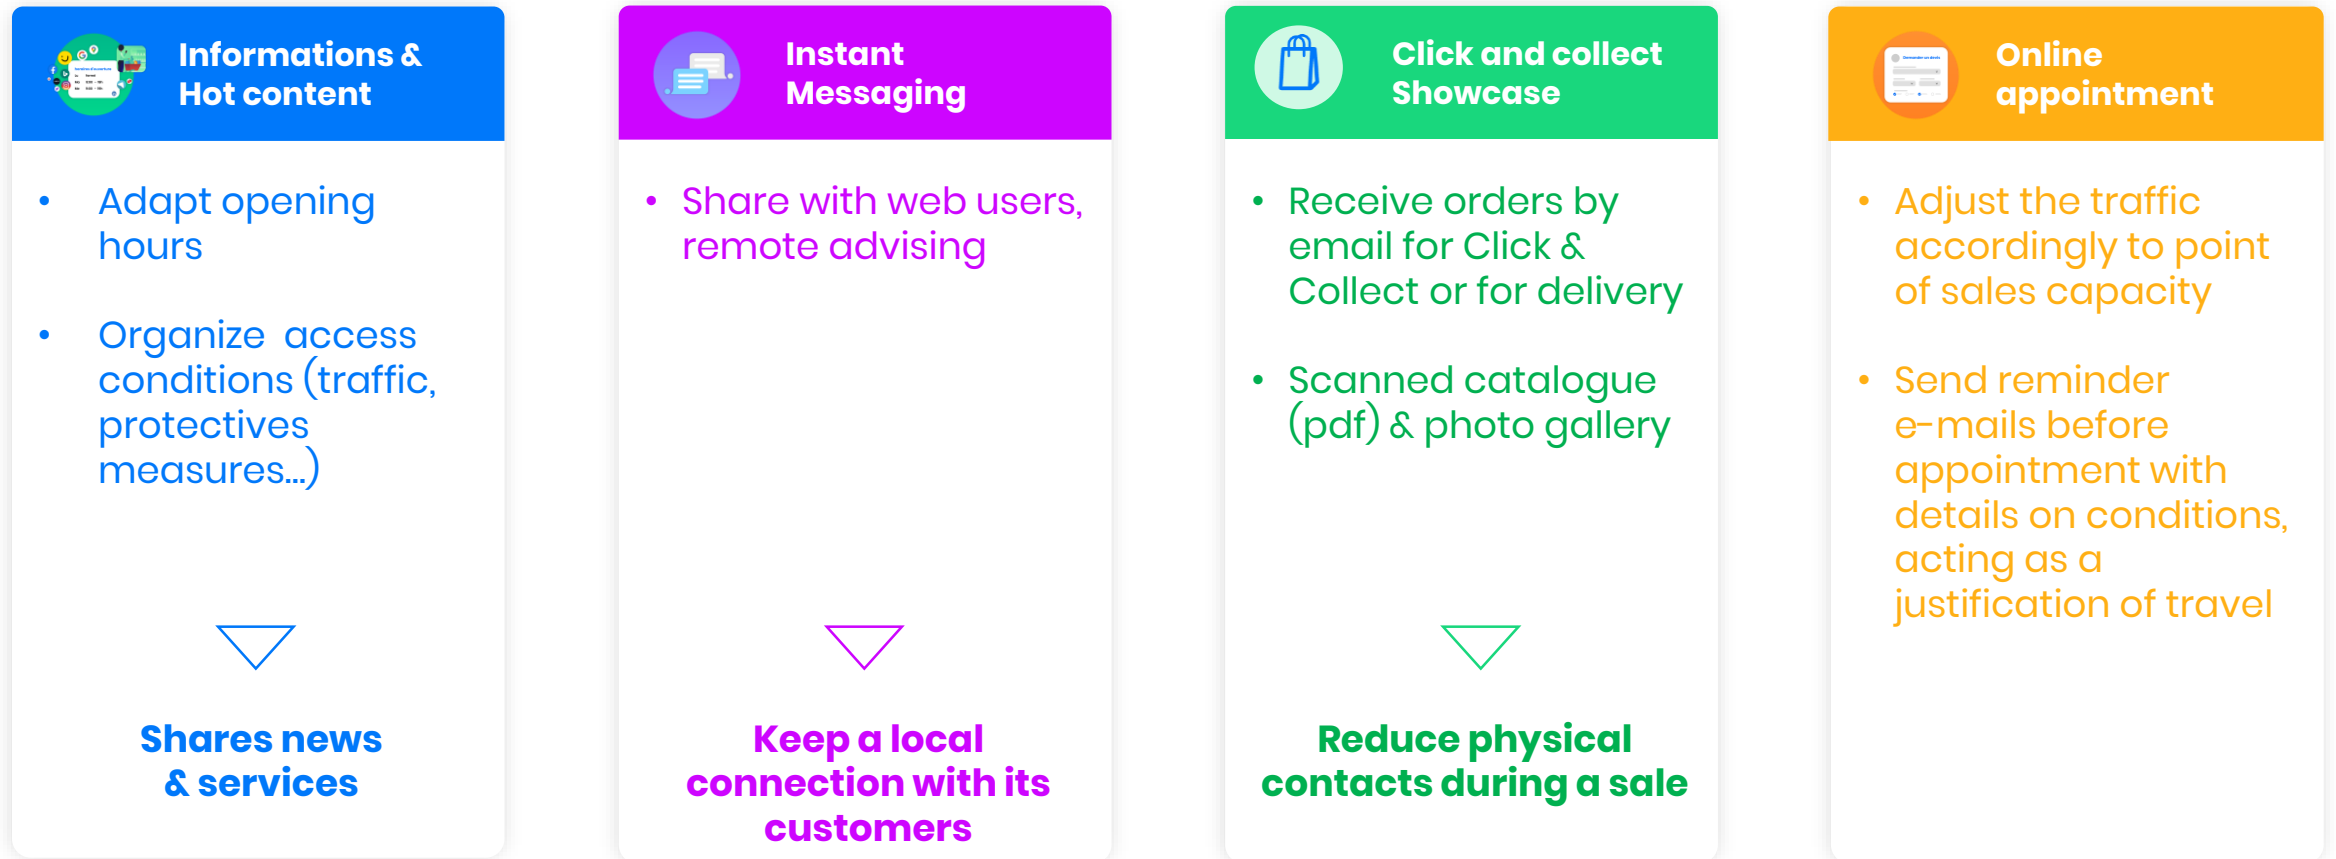 Informations &
Hot content
• Adapt opening
hours
• Organize access
conditions (traffic,
protectives
measures...)
Shares news
& services
Instant
Messaging
• Share with web users,
remote advising
Keep a local
connection with its
customers
Click and collect
Showcase
• Receive orders by
email for Click &
Collect or for delivery
• Scanned catalogue
(pdf) & photo gallery
Reduce physical
contacts during a sale
Online
appointment
• Adjust the traffic
accordingly to point
of sales capacity
• Send reminder
e-mails before
appointment with
details on conditions,
acting as a
justification of travel